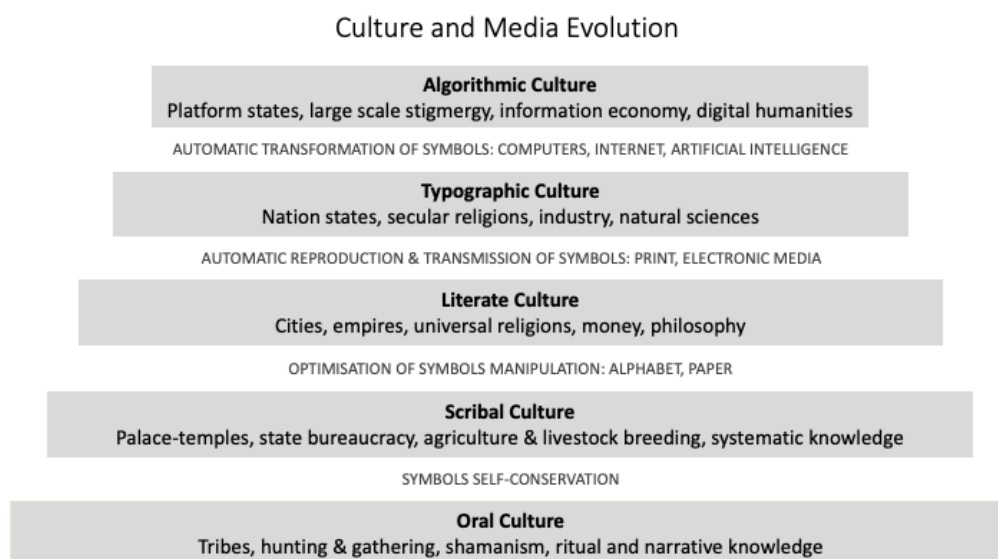 Culture and Media Evolution
Algorithmic Culture
Platform states, large scale stigmergy, information economy, digital humanities
AUTOMATIC TRANSFORMATION OF SYMBOLS: COMPUTERS, INTERNET, ARTIFICIAL INTELLIGENCE
Typographic Culture
Nation states, secular religions, industry, natural sciences
AUTOMATIC REPRODUCTION & TRANSMISSION OF SYMBOLS: PRINT, ELECTRONIC MEDIA
Literate Culture
Cities, empires, universal religions, money, philosophy
OPTIMISATION OF SYMBOLS MANIPULATION: ALPHABET, PAPER
Scribal Culture
Palace-temples, state bureaucracy, agriculture & livestock breeding, systematic knowledge
SYMBOLS SELF-CONSERVATION
Oral Culture
Tribes, hunting & gathering, shamanism, ritual and narrative knowledge